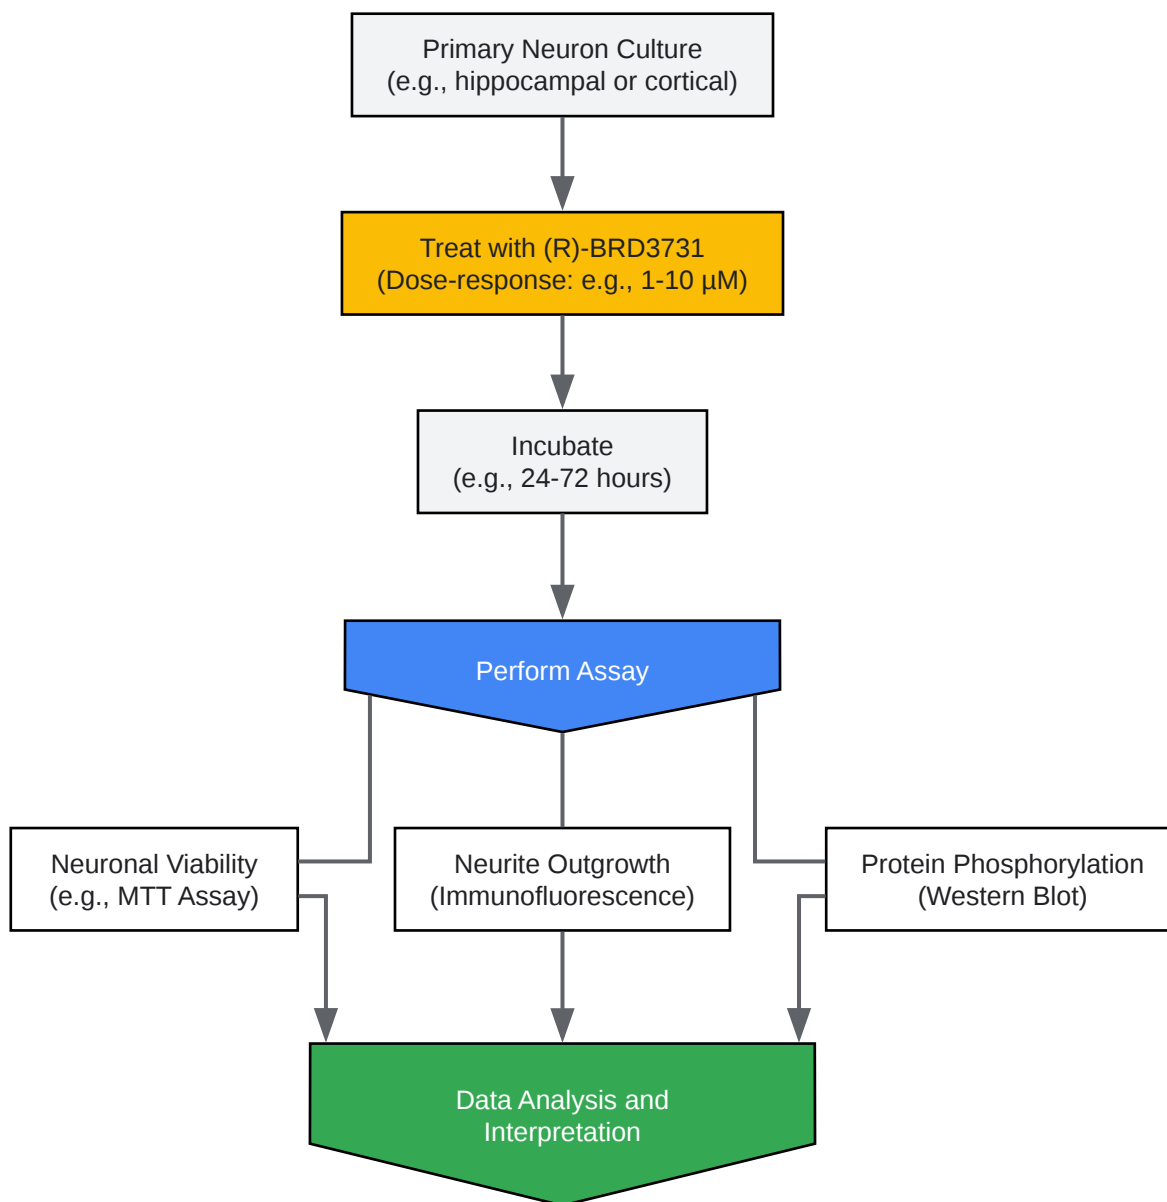 Primary Neuron Culture
(e.g., hippocampal or cortical)
Treat with (R)-BRD3731
(Dose-response: e.g., 1-10 µM)
Incubate
(e.g., 24-72 hours)
Perform Assay
Neuronal Viability
(e.g., MTT Assay)
Neurite Outgrowth
(Immunofluorescence)
Protein Phosphorylation
(Western Blot)
Data Analysis and
Interpretation